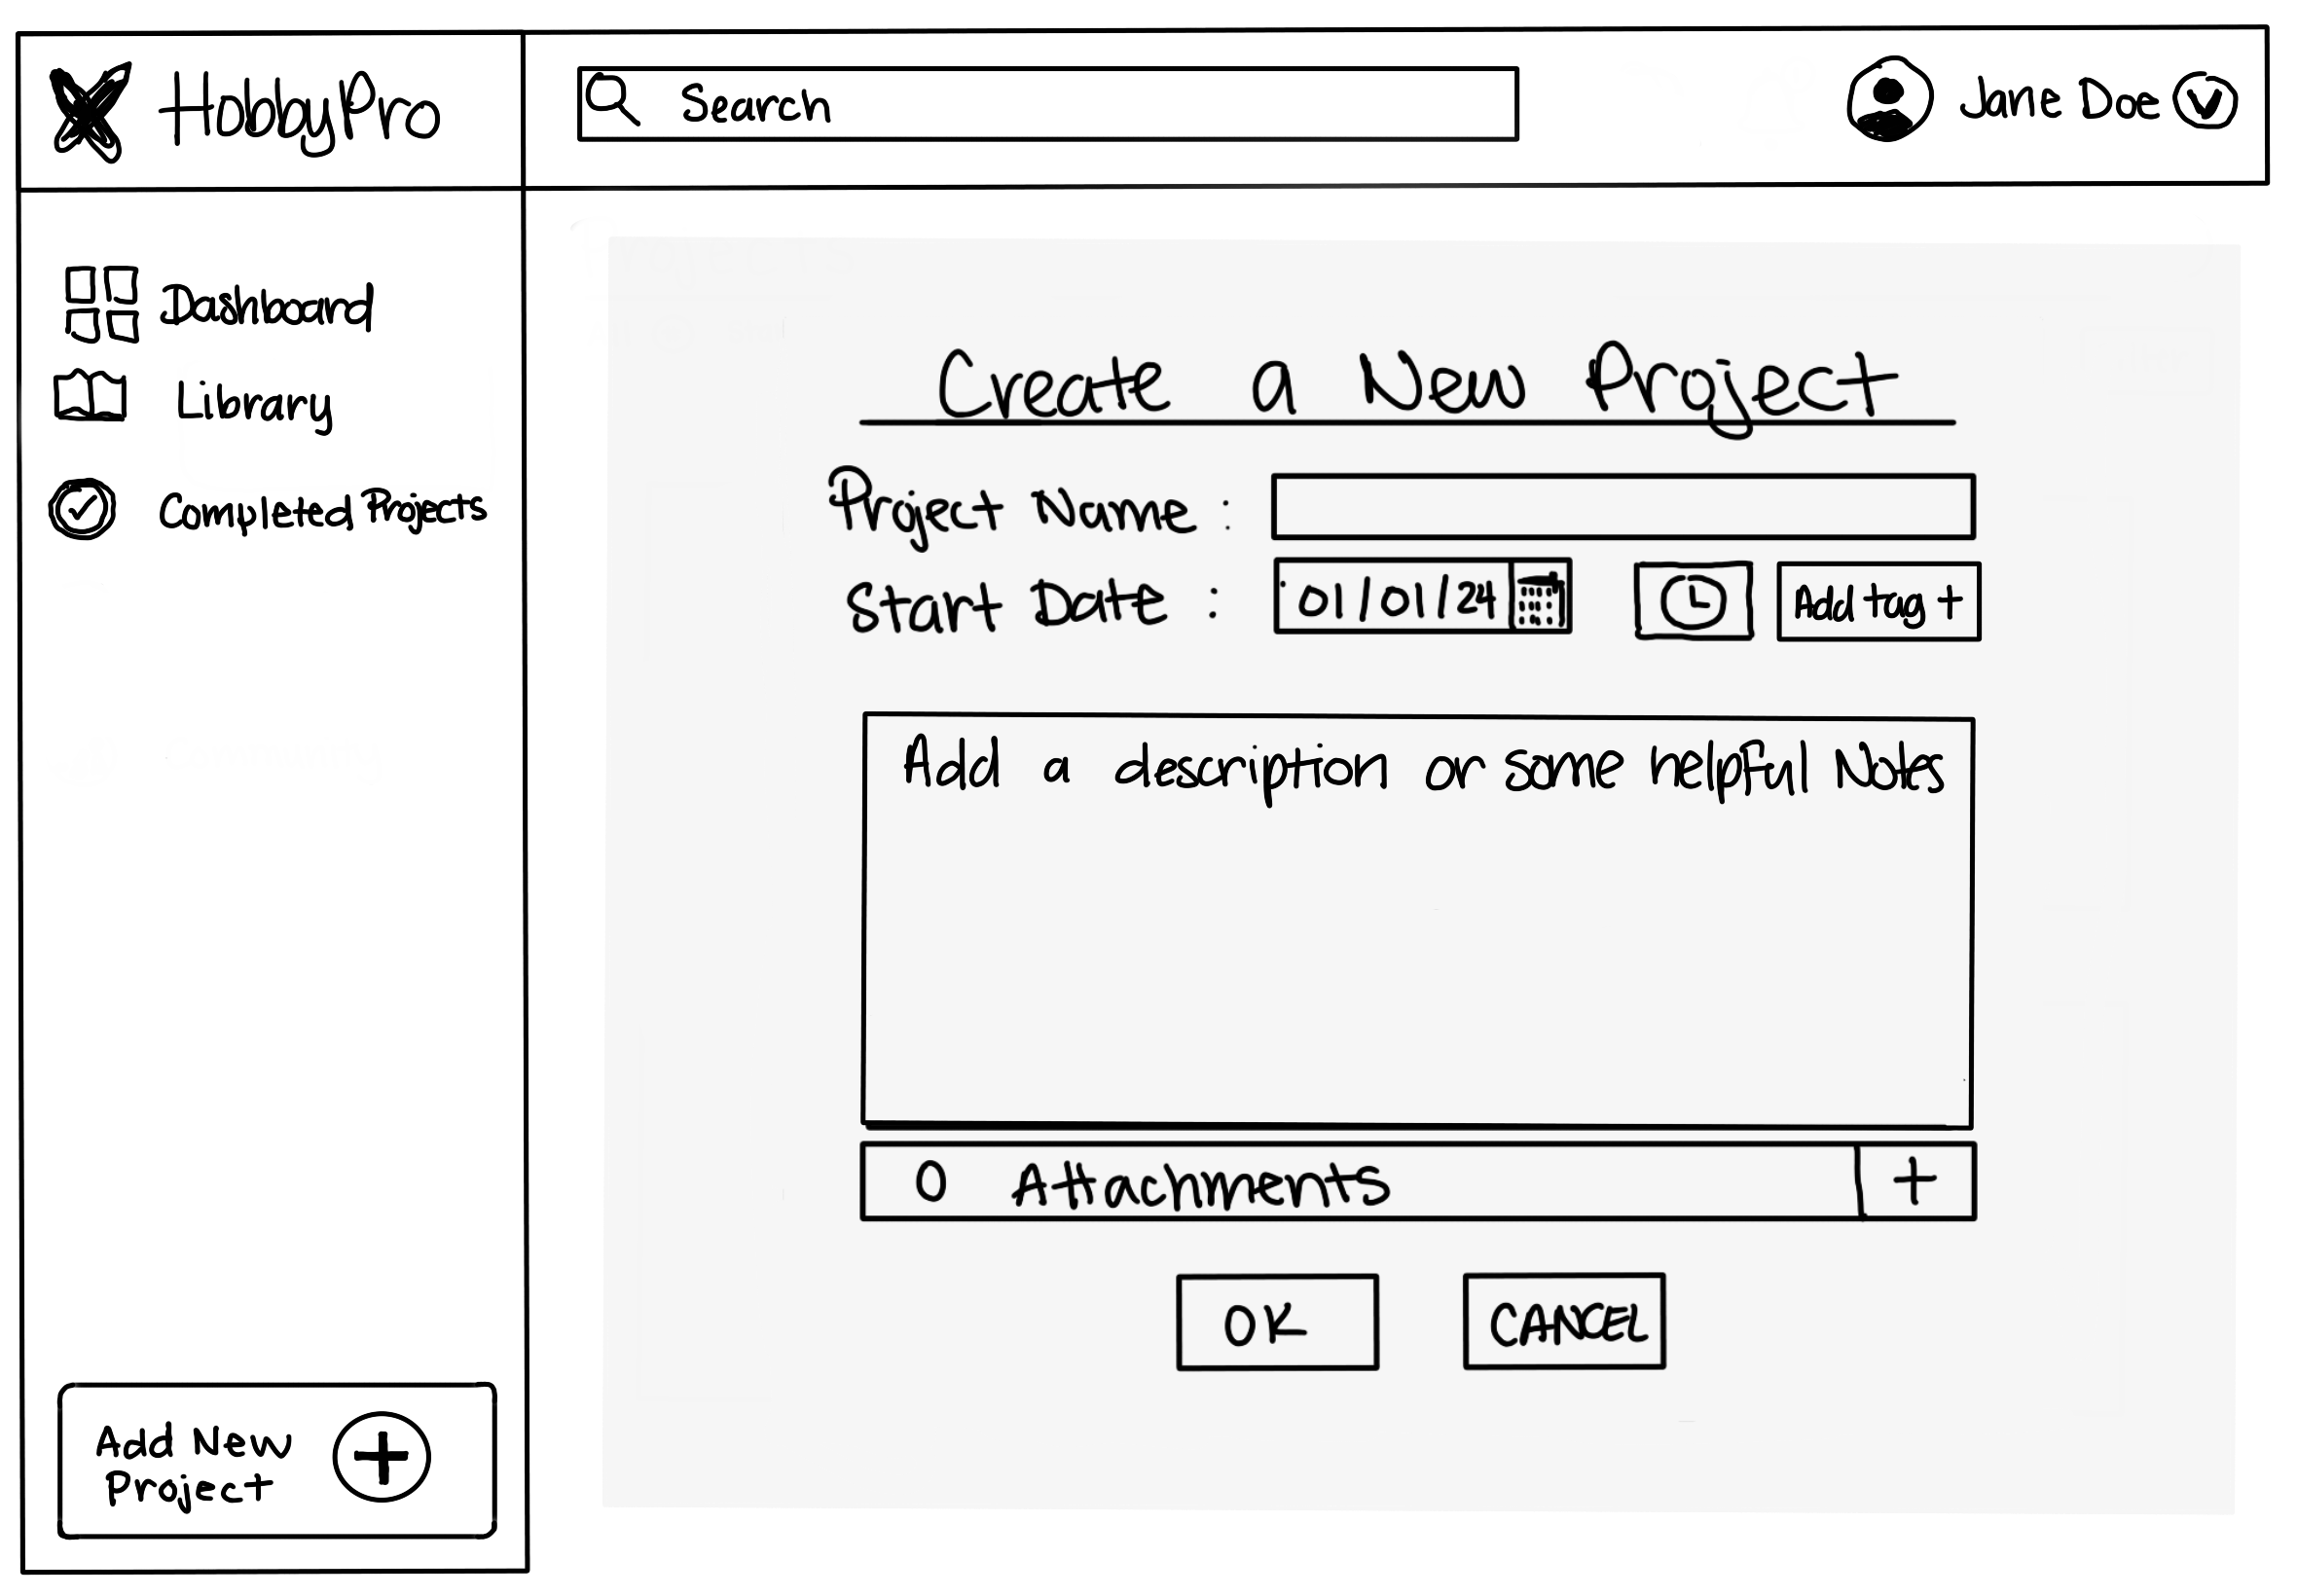 HobbyPro
Search
Jane Doe
Dashboard
Library
Completed Projects
Create a New Project
Project Name :
Start Date : 01/01/24 Add tag +
Add a description or some helpful Notes
0 Attachments +
OK CANCEL
Add New
Project